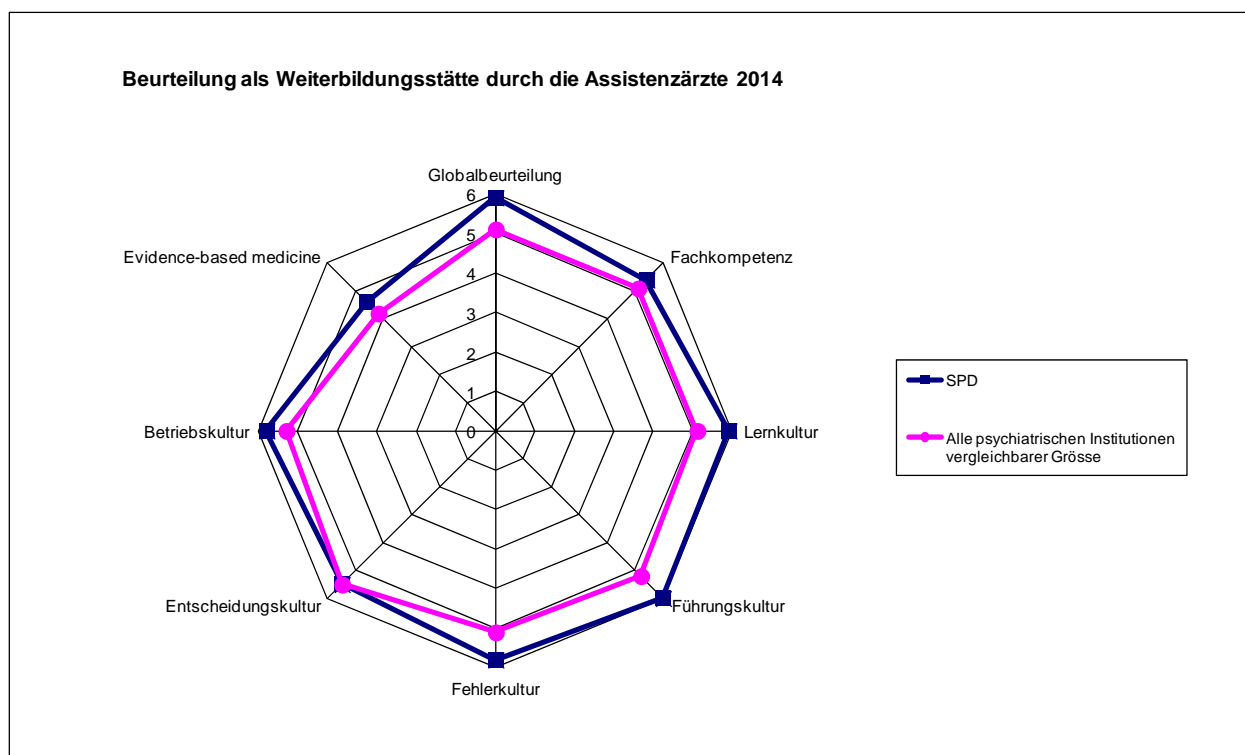 Beurteilung als Weiterbildungsstätte durch die Assistenzärzte 2014
Globalbeurteilung
6
5
4
3
2
1
0
Evidence-based medicine
Fachkompetenz
Betriebskultur
Lernkultur
Entscheidungskultur
Führungskultur
Fehlerkultur
SPD
Alle psychiatrischen Institutionen
vergleichbarer Grösse